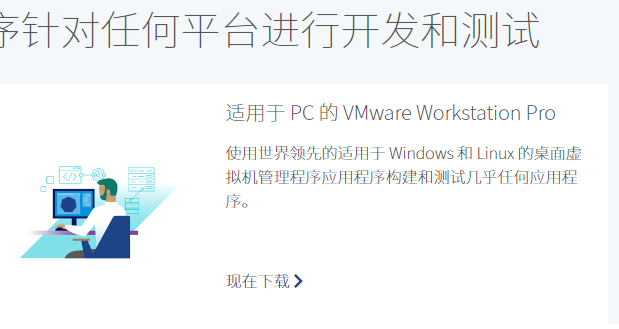 序针对任何平台进行开发和测试
适用于 PC 的 VMware Workstation Pro
使用世界领先的适用于 Windows 和 Linux 的桌面虚
拟机管理程序应用程序构建和测试几乎任何应用程
序。
现在下载